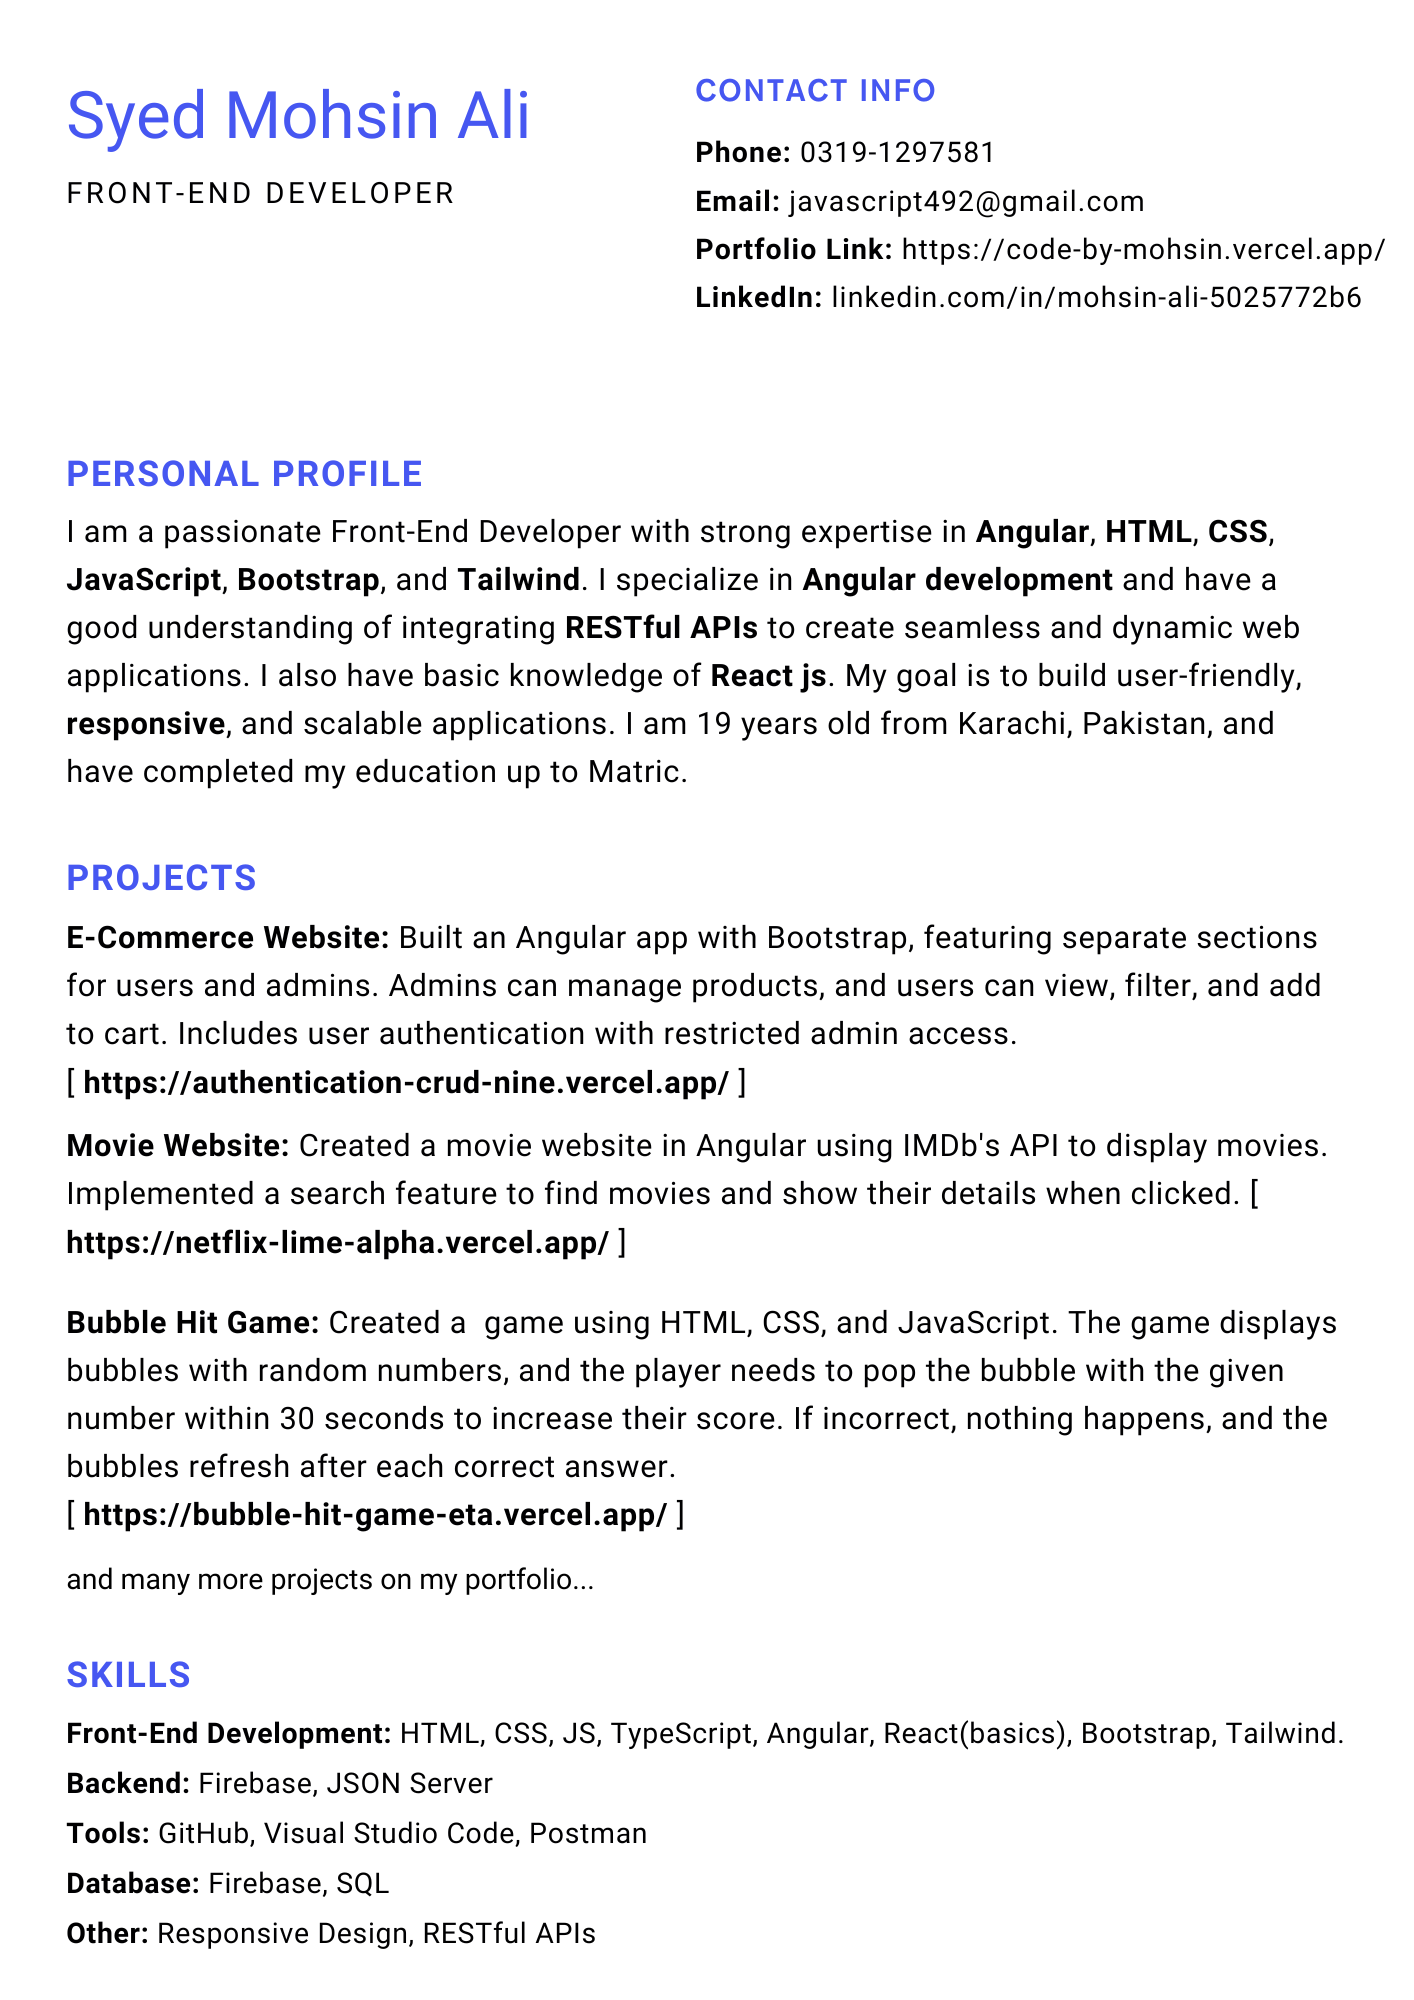 Syed Mohsin Ali
FRONT-END DEVELOPER
CONTACT INFO
Phone: 0319-1297581
Email: javascript492@gmail.com
Portfolio Link: https://code-by-mohsin.vercel.app/
LinkedIn: linkedin.com/in/mohsin-ali-5025772b6
PERSONAL PROFILE
I am a passionate Front-End Developer with strong expertise in Angular, HTML, CSS,
JavaScript, Bootstrap, and Tailwind. I specialize in Angular development and have a
good understanding of integrating RESTful APIs to create seamless and dynamic web
applications. I also have basic knowledge of React js. My goal is to build user-friendly,
responsive, and scalable applications. I am 19 years old from Karachi, Pakistan, and
have completed my education up to Matric.
PROJECTS
E-Commerce Website: Built an Angular app with Bootstrap, featuring separate sections
for users and admins. Admins can manage products, and users can view, filter, and add
to cart. Includes user authentication with restricted admin access.
[ https://authentication-crud-nine.vercel.app/ ]
Movie Website: Created a movie website in Angular using IMDb's API to display movies.
Implemented a search feature to find movies and show their details when clicked. [
https://netflix-lime-alpha.vercel.app/ ]
Bubble Hit Game: Created a  game using HTML, CSS, and JavaScript. The game displays
bubbles with random numbers, and the player needs to pop the bubble with the given
number within 30 seconds to increase their score. If incorrect, nothing happens, and the
bubbles refresh after each correct answer.
[ https://bubble-hit-game-eta.vercel.app/ ]
and many more projects on my portfolio...
SKILLS
Front-End Development: HTML, CSS, JS, TypeScript, Angular, React(basics), Bootstrap, Tailwind.
Backend: Firebase, JSON Server
Tools: GitHub, Visual Studio Code, Postman
Database: Firebase, SQL
Other: Responsive Design, RESTful APIs